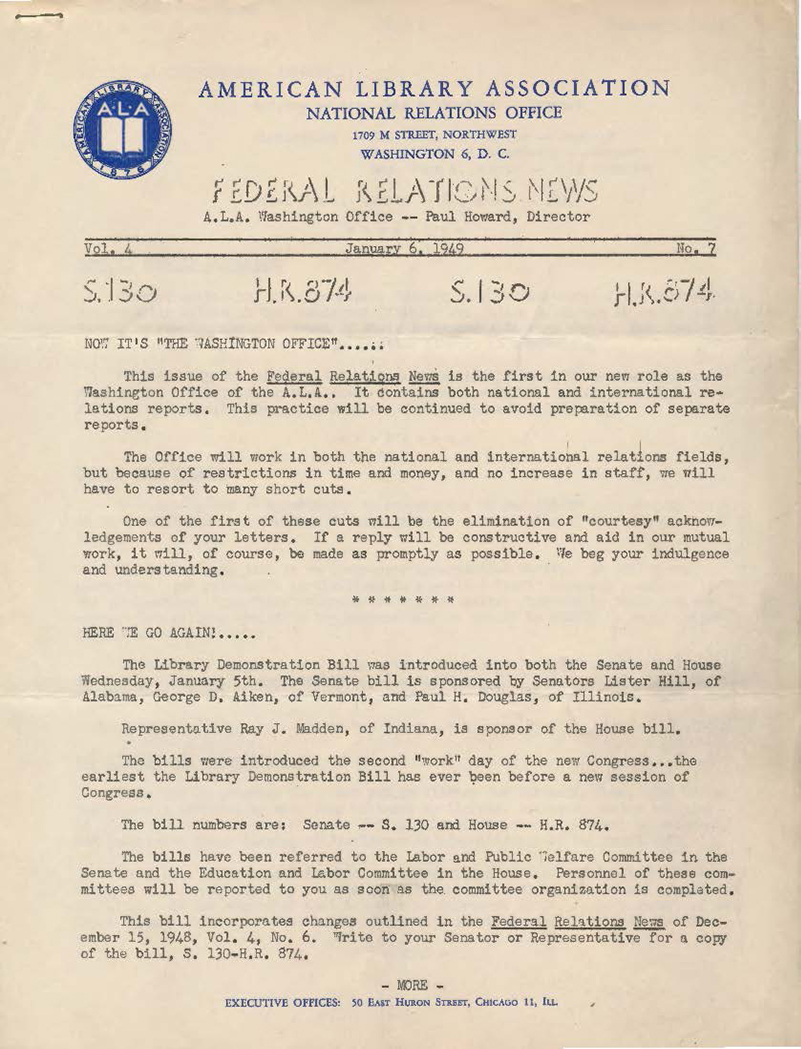 AMERICAN LIBRARY ASSOCIATION
A·L·A
1876
AMERICAN LIBRARY ASSOCIATION
NATIONAL RELATIONS OFFICE
1709 M STREET, NORTHWEST
WASHINGTON 6, D. C.
FEDERAL RELATIONS NEWS
A.L.A. Washington Office -- Paul Howard, Director
Vol. 4 January 6, 1949 No. 7
S.130 H.R.874 S.130 H.R.874
NOW IT'S "THE WASHINGTON OFFICE"......
This issue of the Federal Relations News is the first in our new role as the
Washington Office of the A.L.A.. It contains both national and international re-
lations reports. This practice will be continued to avoid preparation of separate
reports.
The Office will work in both the national and international relations fields,
but because of restrictions in time and money, and no increase in staff, we will
have to resort to many short cuts.
One of the first of these cuts will be the elimination of "courtesy" acknow-
ledgements of your letters. If a reply will be constructive and aid in our mutual
work, it will, of course, be made as promptly as possible. We beg your indulgence
and understanding.
* * * * * * *
HERE WE GO AGAIN!.....
The Library Demonstration Bill was introduced into both the Senate and House
Wednesday, January 5th. The Senate bill is sponsored by Senators Lister Hill, of
Alabama, George D. Aiken, of Vermont, and Paul H. Douglas, of Illinois.
Representative Ray J. Madden, of Indiana, is sponsor of the House bill.
The bills were introduced the second "work" day of the new Congress...the
earliest the Library Demonstration Bill has ever been before a new session of
Congress.
The bill numbers are: Senate -- S. 130 and House -- H.R. 874.
The bills have been referred to the Labor and Public Welfare Committee in the
Senate and the Education and Labor Committee in the House. Personnel of these com-
mittees will be reported to you as soon as the committee organization is completed.
This bill incorporates changes outlined in the Federal Relations News of Dec-
ember 15, 1948, Vol. 4, No. 6. Write to your Senator or Representative for a copy
of the bill, S. 130-H.R. 874.
- MORE -
EXECUTIVE OFFICES: 50 EAST HURON STREET, CHICAGO 11, ILL.